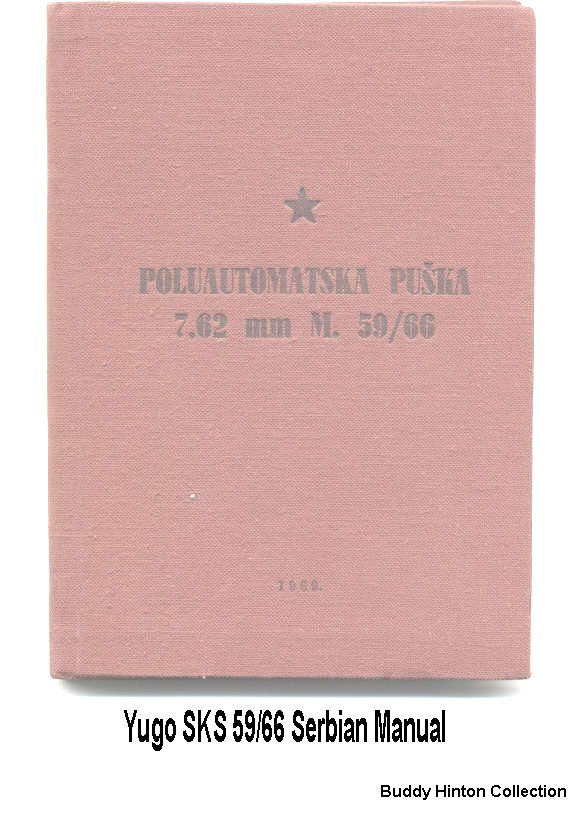 POLUAUTOMATSKA PUŠKA
7,62 mm M. 59/66
1969.
Yugo SKS 59/66 Serbian Manual
Buddy Hinton Collection